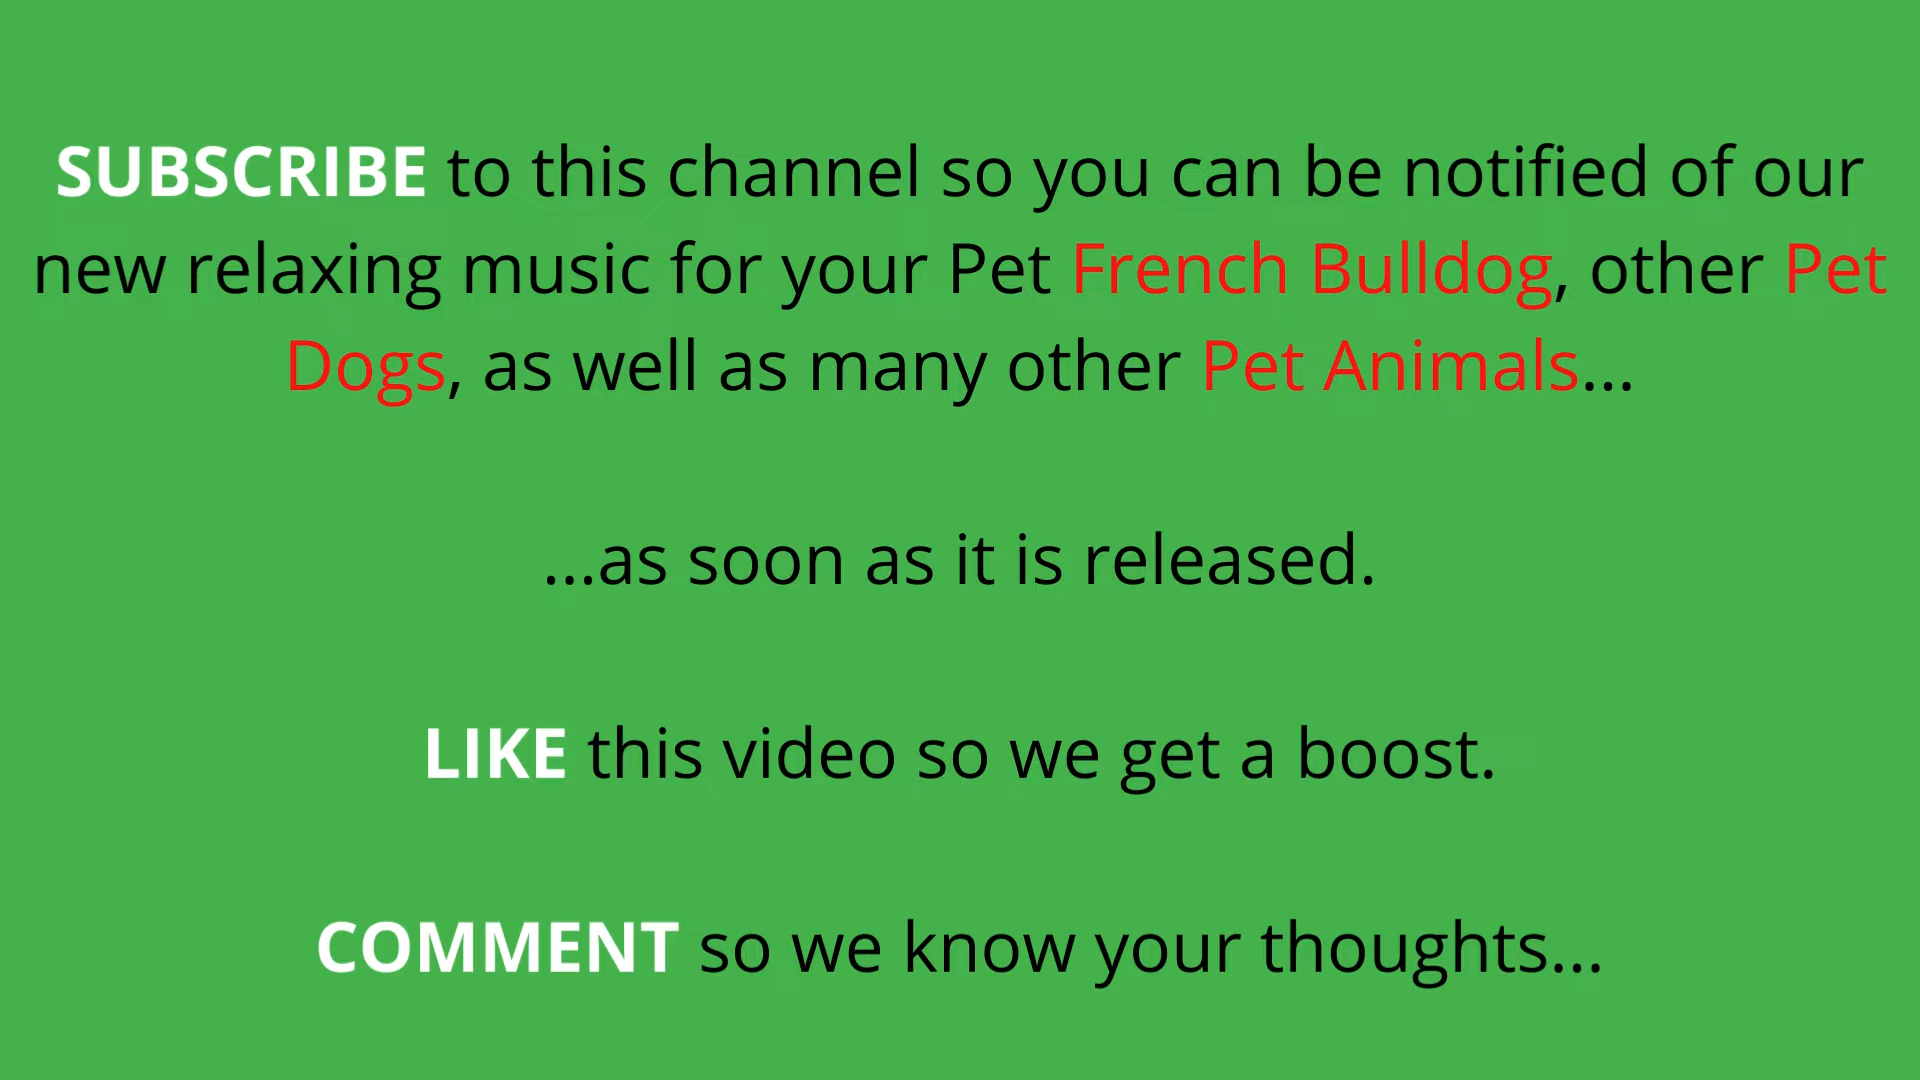 SUBSCRIBE to this channel so you can be notified of our
new relaxing music for your Pet French Bulldog, other Pet
Dogs, as well as many other Pet Animals...
...as soon as it is released.
LIKE this video so we get a boost.
COMMENT so we know your thoughts...